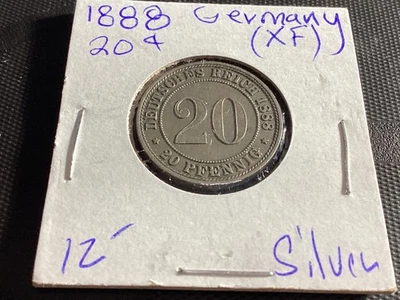 1888 Germany
20¢ (XF)
DEUTSCHES REICH 1888
20
* 20 PFENNIG *
12- Silver